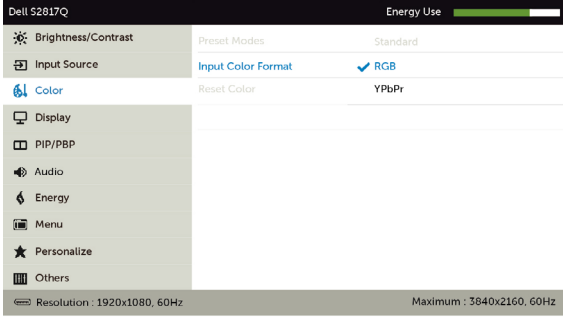 Dell S2817Q Energy Use
Brightness/Contrast Preset Modes Standard
Input Source Input Color Format RGB
Color Reset Color YPbPr
Display
PIP/PBP
Audio
Energy
Menu
Personalize
Others
Resolution : 1920x1080, 60Hz Maximum : 3840x2160, 60Hz